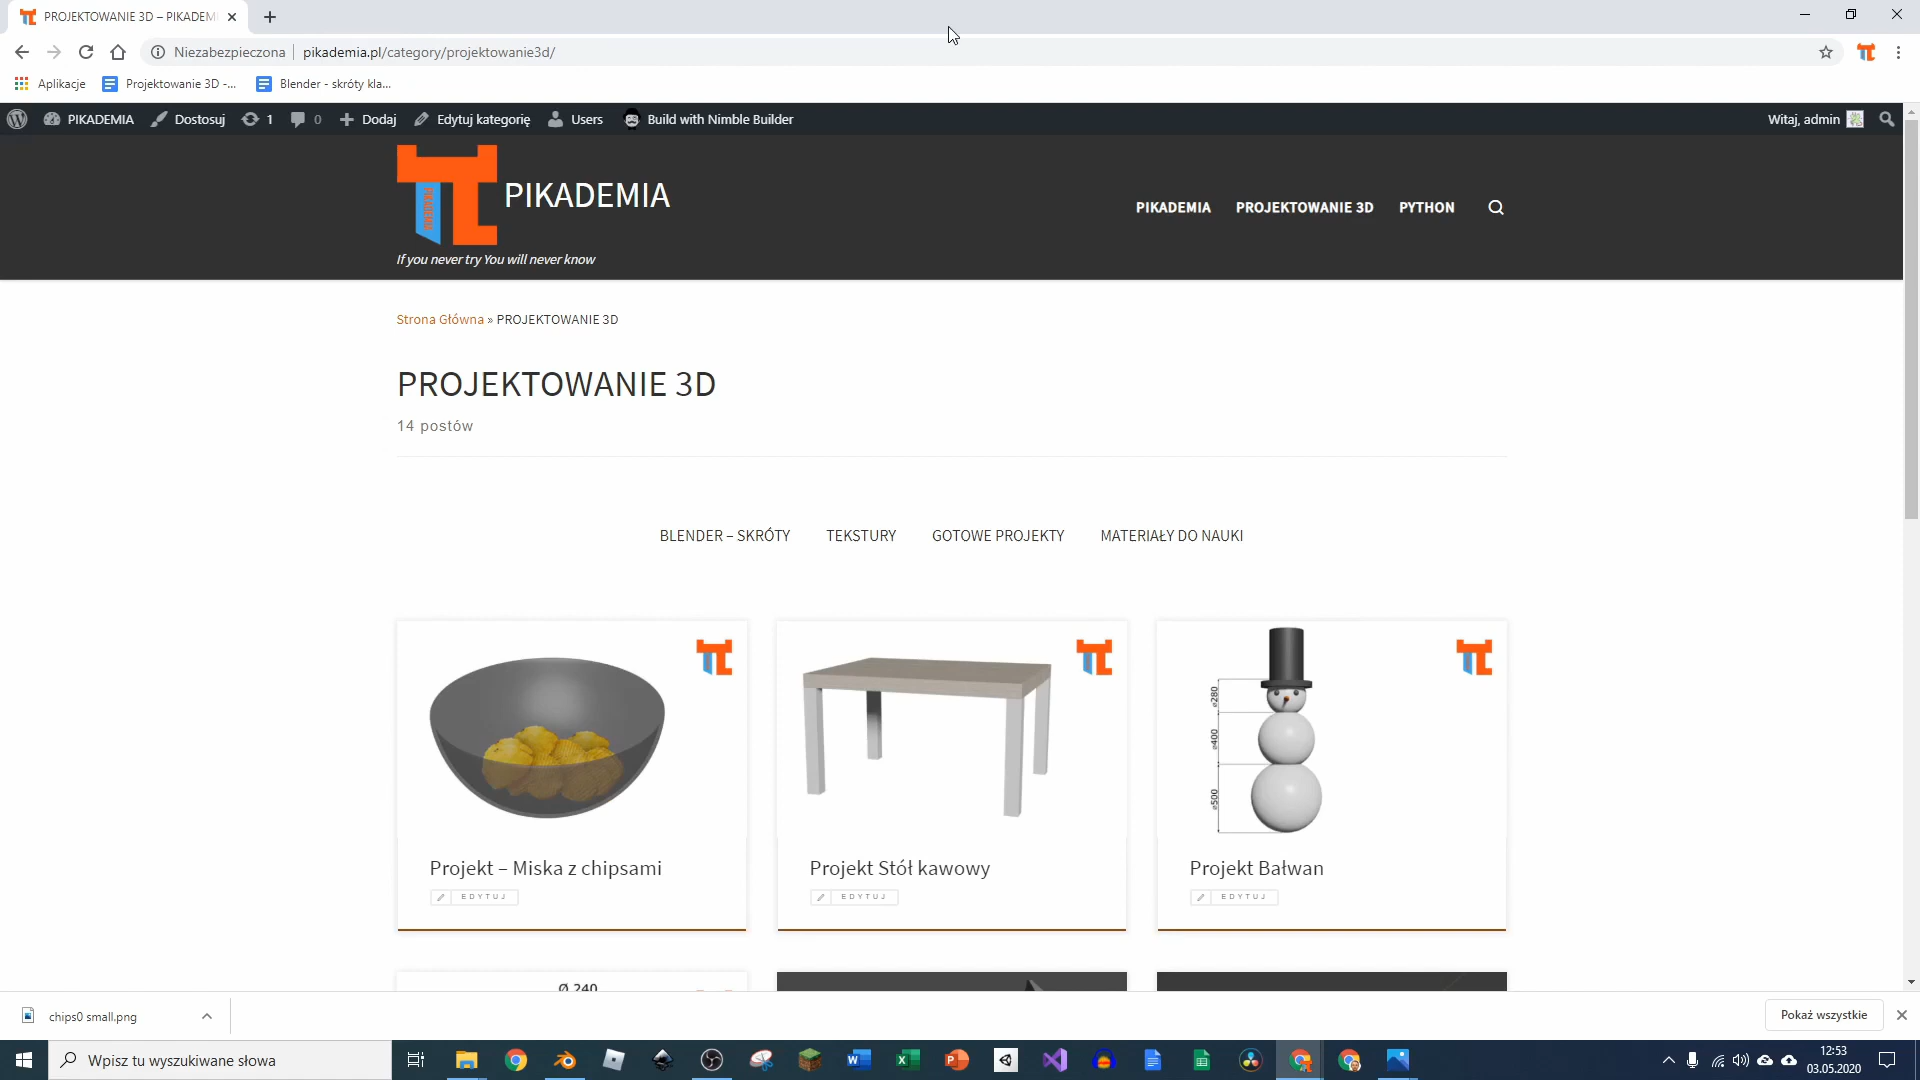 PROJEKTOWANIE 3D – PIKADEM
Niezabezpieczona
pikademia.pl/category/projektowanie3d/
Aplikacje
Projektowanie 3D -...
Blender - skróty kla...
PIKADEMIA
Dostosuj
1
0
Dodaj
Edytuj kategorię
Users
Build with Nimble Builder
Witaj, admin
PIKADEMIA
If you never try You will never know
PIKADEMIA
PROJEKTOWANIE 3D
PYTHON
Strona Główna » PROJEKTOWANIE 3D
PROJEKTOWANIE 3D
14 postów
BLENDER – SKRÓTY
TEKSTURY
GOTOWE PROJEKTY
MATERIAŁY DO NAUKI
⌀280
⌀400
⌀500
Projekt – Miska z chipsami
EDYTUJ
Projekt Stół kawowy
EDYTUJ
Projekt Bałwan
EDYTUJ
Ø 240
chips0 small.png
Pokaż wszystkie
Wpisz tu wyszukiwane słowa
12:53
03.05.2020